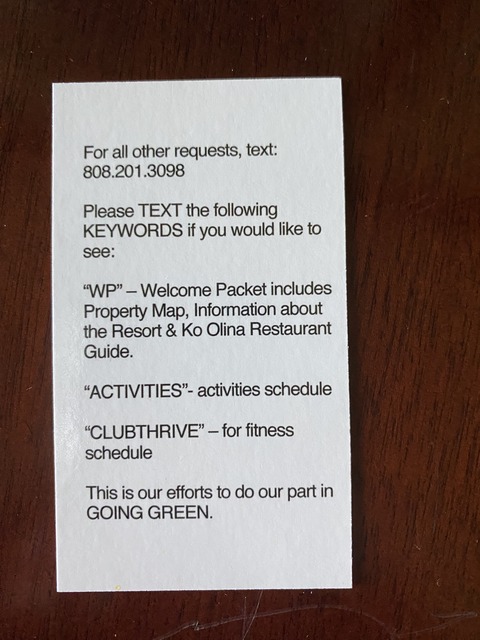 For all other requests, text:
808.201.3098
Please TEXT the following
KEYWORDS if you would like to
see:
“WP” – Welcome Packet includes
Property Map, Information about
the Resort & Ko Olina Restaurant
Guide.
“ACTIVITIES”- activities schedule
“CLUBTHRIVE” – for fitness
schedule
This is our efforts to do our part in
GOING GREEN.